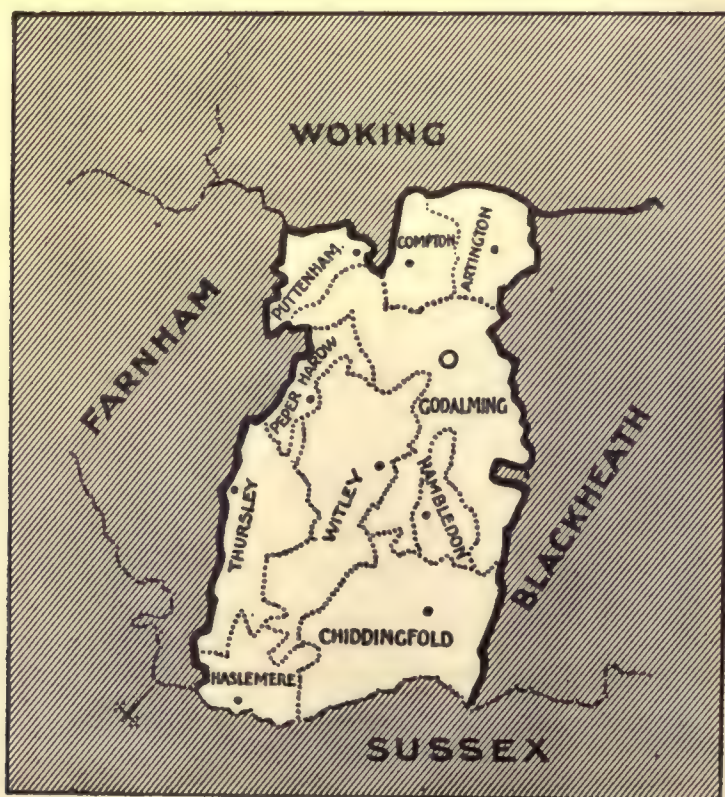 WOKING
COMPTON
ARTINGTON
PUTTENHAM
FARNHAM
PEPER HAROW
GODALMING
THURSLEY
WITLEY
HAMBLEDON
BLACKHEATH
CHIDDINGFOLD
HASLEMERE
SUSSEX